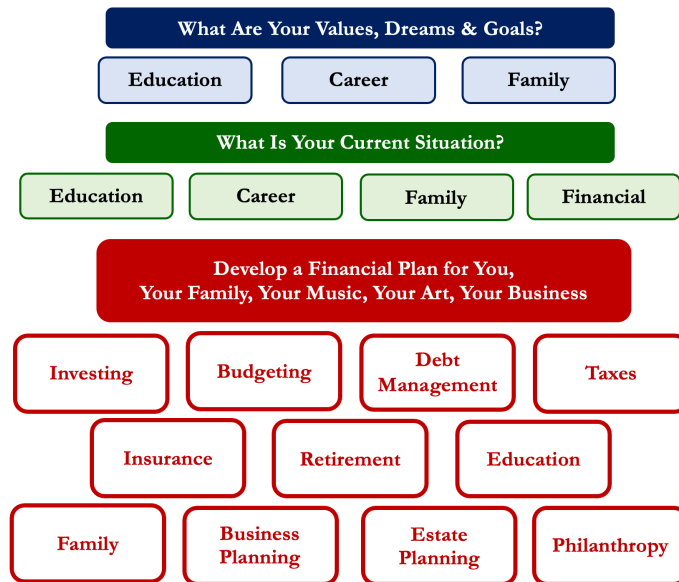 What Are Your Values, Dreams & Goals?
Education
Career
Family
What Is Your Current Situation?
Education
Career
Family
Financial
Develop a Financial Plan for You,
Your Family, Your Music, Your Art, Your Business
Investing
Budgeting
Debt
Management
Taxes
Insurance
Retirement
Education
Family
Business
Planning
Estate
Planning
Philanthropy